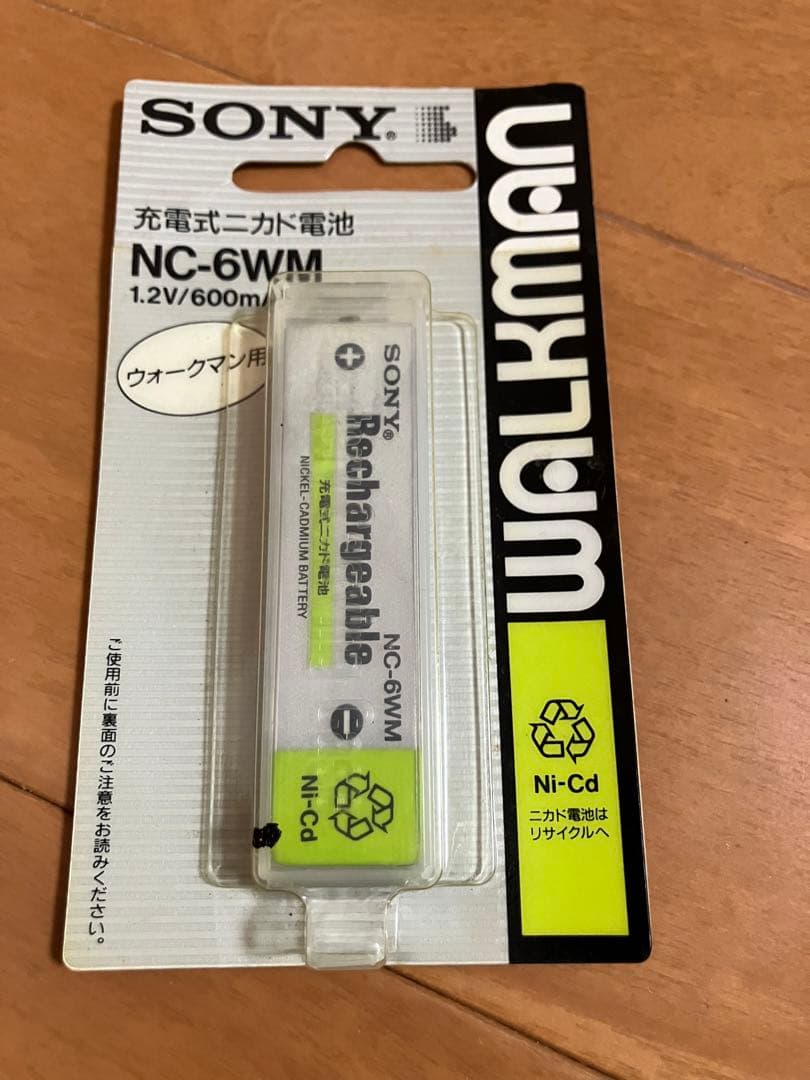 SONY®
充電式ニカド電池
NC-6WM
1.2V/600m
ウォークマン用
WALKMAN
SONY®
Rechargeable
充電式ニカド電池
NICKEL-CADMIUM BATTERY
NC-6WM
Ni-Cd
Ni-Cd
ニカド電池は
リサイクルへ
ご使用前に裏面のご注意をお読みください。